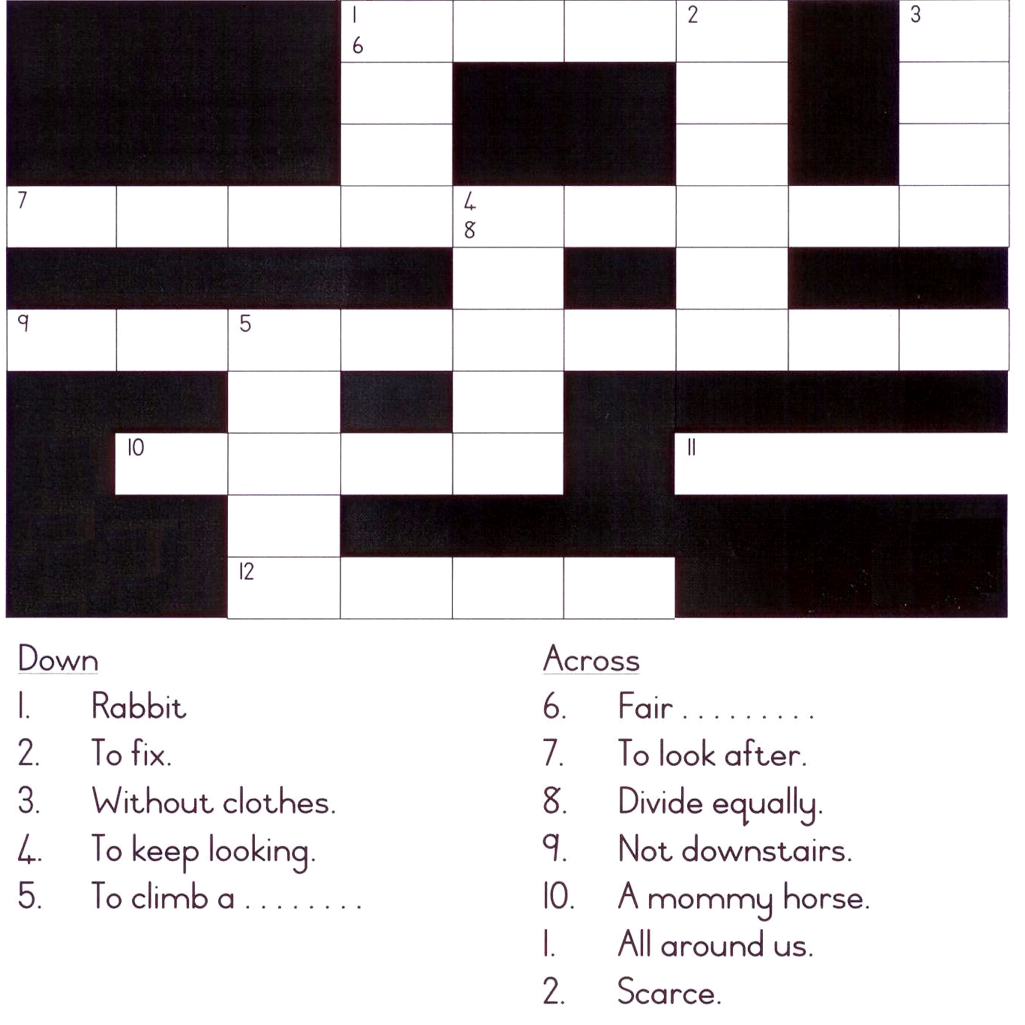 1 2 3
6
7 4
8
9 5
10 11
12
Down
1. Rabbit
2. To fix.
3. Without clothes.
4. To keep looking.
5. To climb a . . . . . . . .
Across
6. Fair . . . . . . . . .
7. To look after.
8. Divide equally.
9. Not downstairs.
10. A mommy horse.
1. All around us.
2. Scarce.